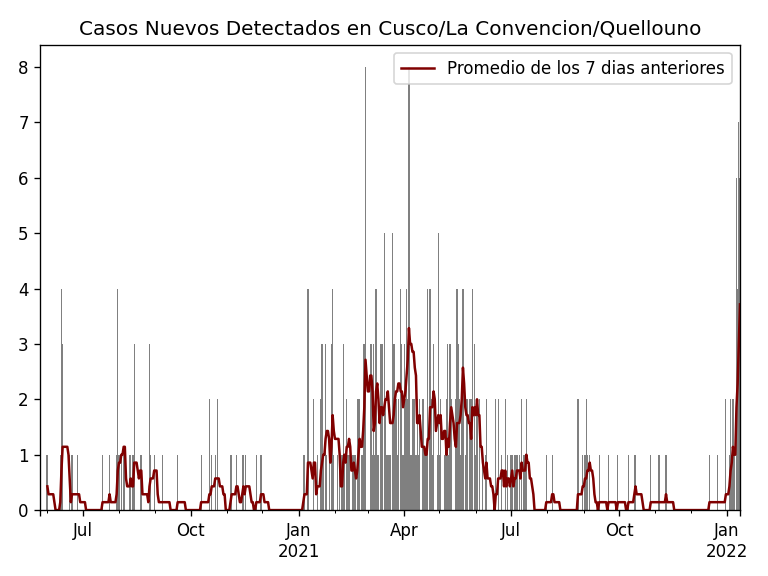 Casos Nuevos Detectados en Cusco/La Convencion/Quellouno
Promedio de los 7 dias anteriores
8
7
6
5
4
3
2
1
0
Jul
Oct
Jan
2021
Apr
Jul
Oct
Jan
2022